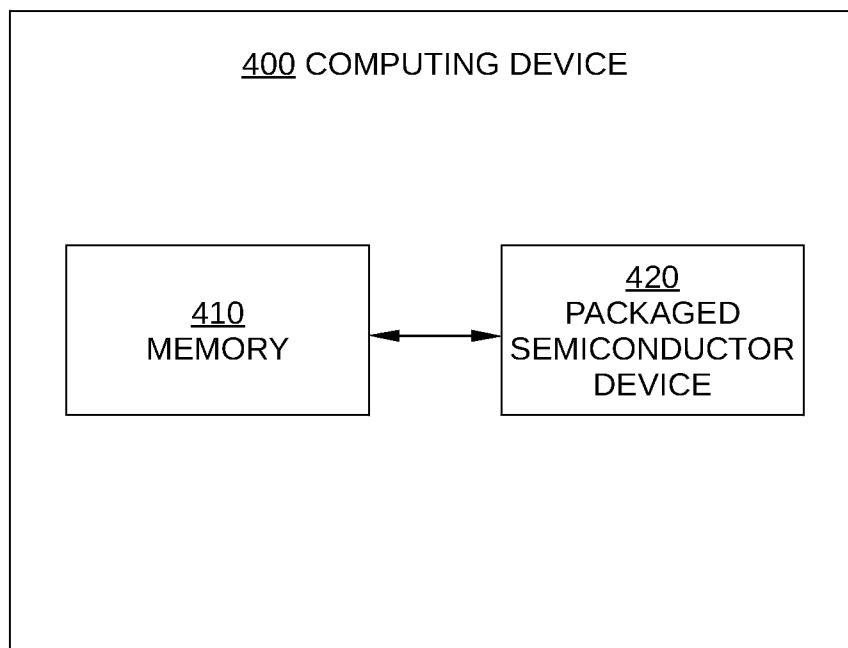 400 COMPUTING DEVICE
410
MEMORY
420
PACKAGED
SEMICONDUCTOR
DEVICE